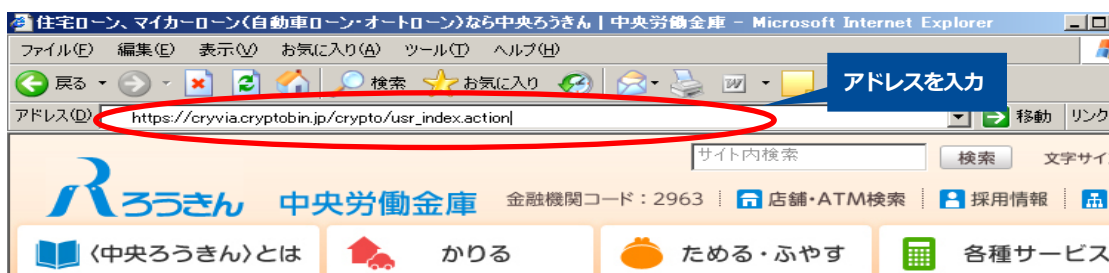 住宅ローン、マイカーローン(自動車ローン・オートローン)なら中央ろうきん | 中央労働金庫 - Microsoft Internet Explorer
ファイル(F) 編集(E) 表示(V) お気に入り(A) ツール(T) ヘルプ(H)
戻る 検索 お気に入り
アドレスを入力
アドレス(D) https://cryvia.cryptobin.jp/crypto/usr_index.action 移動 リンク
サイト内検索 検索 文字サイ
ろうきん 中央労働金庫 金融機関コード:2963 店舗・ATM検索 採用情報
〈中央ろうきん〉とは かりる ためる・ふやす 各種サービス